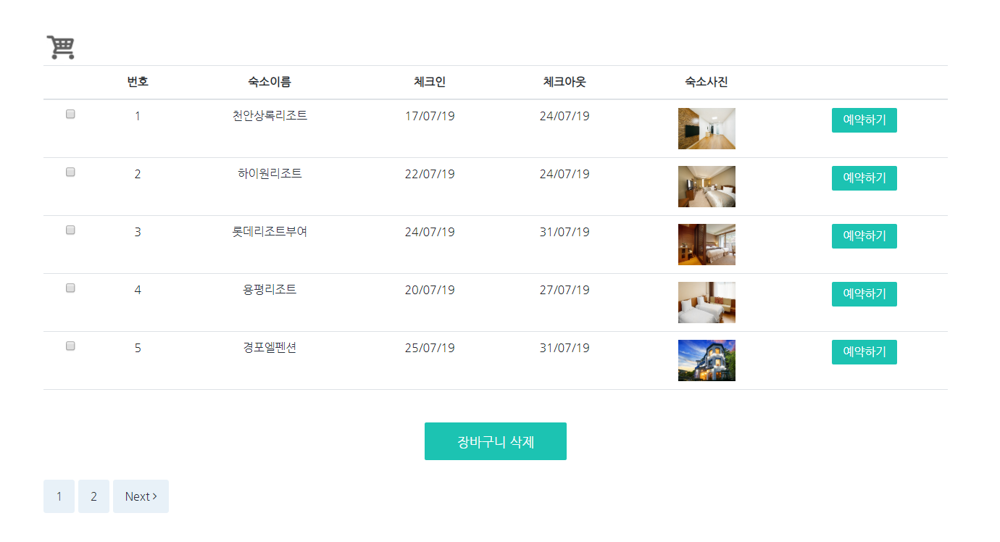 번호 숙소이름 체크인 체크아웃 숙소사진
1 천안상록리조트 17/07/19 24/07/19 예약하기
2 하이원리조트 22/07/19 24/07/19 예약하기
3 롯데리조트부여 24/07/19 31/07/19 예약하기
4 용평리조트 20/07/19 27/07/19 예약하기
5 경포엘펜션 25/07/19 31/07/19 예약하기
장바구니 삭제
1 2 Next >